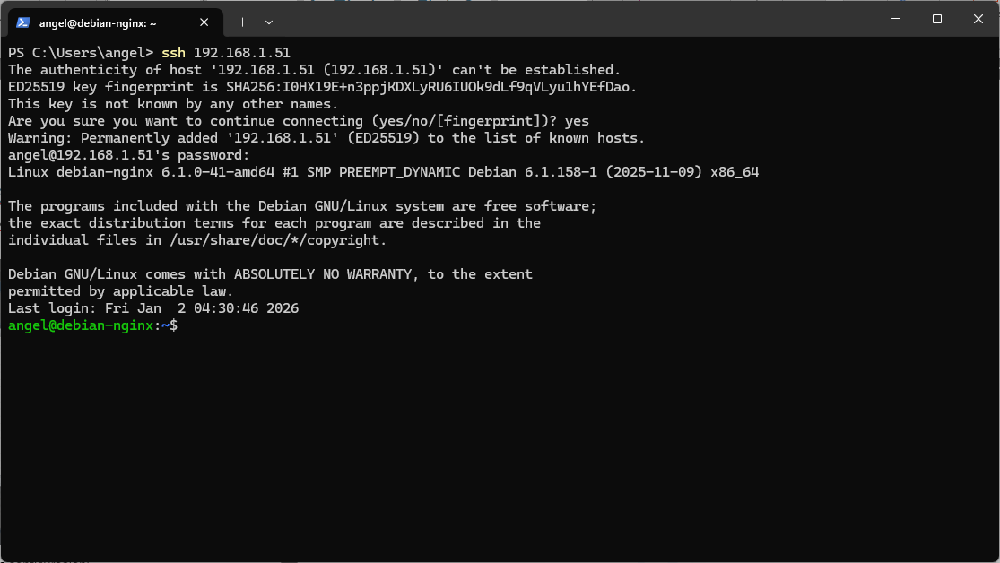 angel@debian-nginx: ~
PS C:\Users\angel> ssh 192.168.1.51
The authenticity of host '192.168.1.51 (192.168.1.51)' can't be established.
ED25519 key fingerprint is SHA256:I0HX19E+n3ppjKDXLyRU6IUOk9dLf9qVLyu1hYEfDao.
This key is not known by any other names.
Are you sure you want to continue connecting (yes/no/[fingerprint])? yes
Warning: Permanently added '192.168.1.51' (ED25519) to the list of known hosts.
angel@192.168.1.51's password:
Linux debian-nginx 6.1.0-41-amd64 #1 SMP PREEMPT_DYNAMIC Debian 6.1.158-1 (2025-11-09) x86_64

The programs included with the Debian GNU/Linux system are free software;
the exact distribution terms for each program are described in the
individual files in /usr/share/doc/*/copyright.

Debian GNU/Linux comes with ABSOLUTELY NO WARRANTY, to the extent
permitted by applicable law.
Last login: Fri Jan  2 04:30:46 2026
angel@debian-nginx:~$